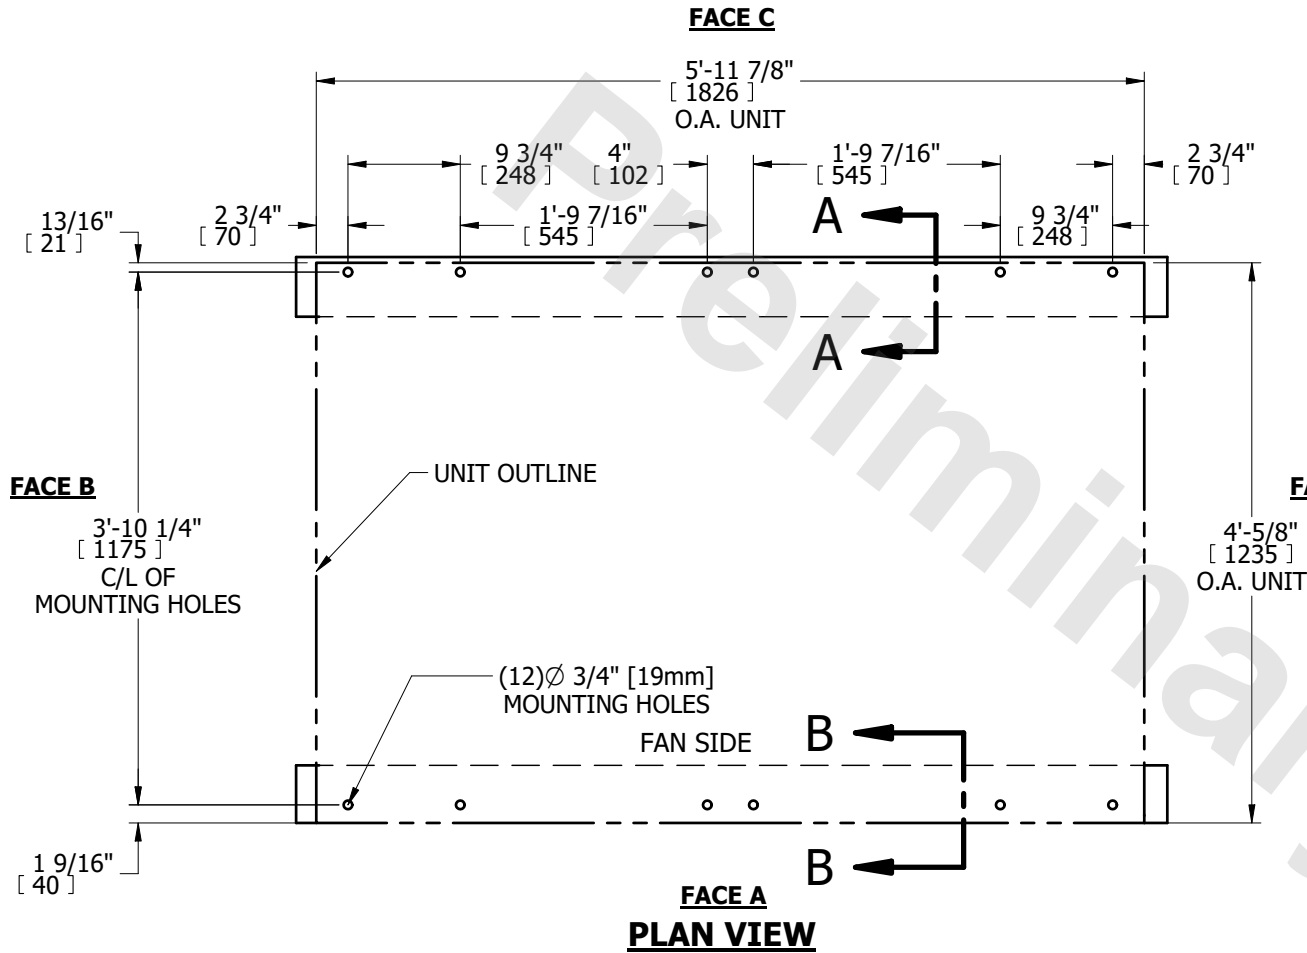 FACE C
5'-11 7/8"
[ 1826 ]
O.A. UNIT
9 3/4"
[ 248 ]
4"
[ 102 ]
1'-9 7/16"
[ 545 ]
2 3/4"
[ 70 ]
13/16"
[ 21 ]
2 3/4"
[ 70 ]
1'-9 7/16"
[ 545 ]
A
9 3/4"
[ 248 ]
A
Preliminar
UNIT OUTLINE
FACE B
FA
3'-10 1/4"
[ 1175 ]
C/L OF
MOUNTING HOLES
4'-5/8"
[ 1235 ]
O.A. UNIT
(12)Ø 3/4" [19mm]
MOUNTING HOLES
FAN SIDE
B
1 9/16"
[ 40 ]
B
FACE A
PLAN VIEW